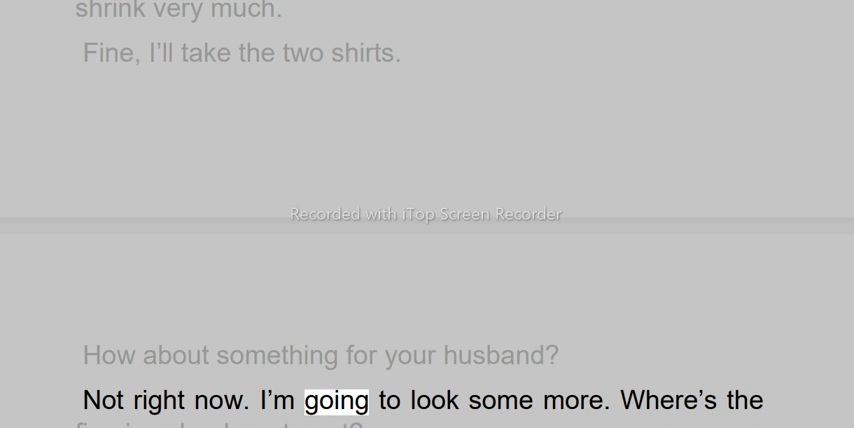 shrink very much.
Fine, I’ll take the two shirts.
Recorded with iTop Screen Recorder
How about something for your husband?
Not right now. I’m going to look some more. Where’s the